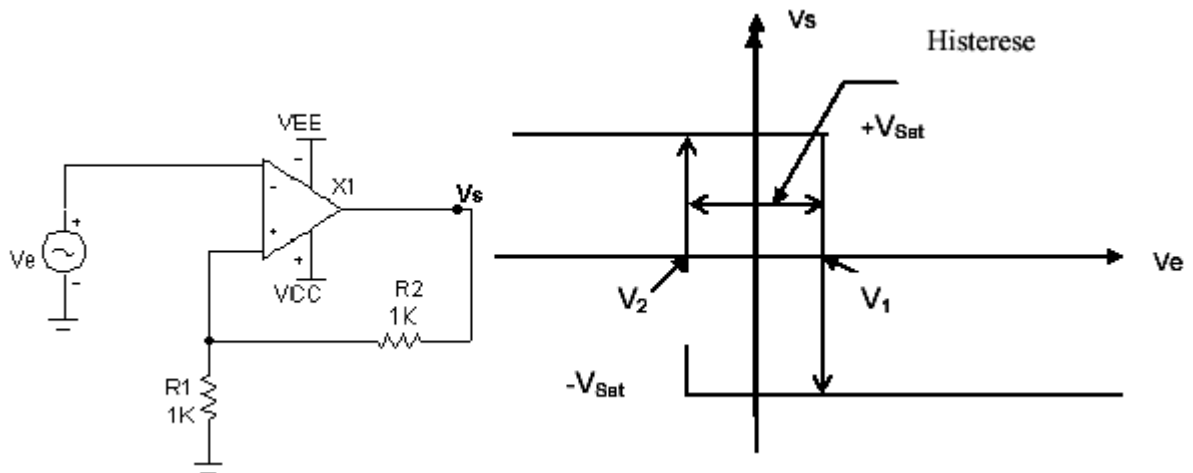 VEE
-
X1
-
+
+
VCC
Vs
+
Ve
-
R2
1K
R1
1K
Vs
Histerese
+VSat
Ve
V2
V1
-VSat